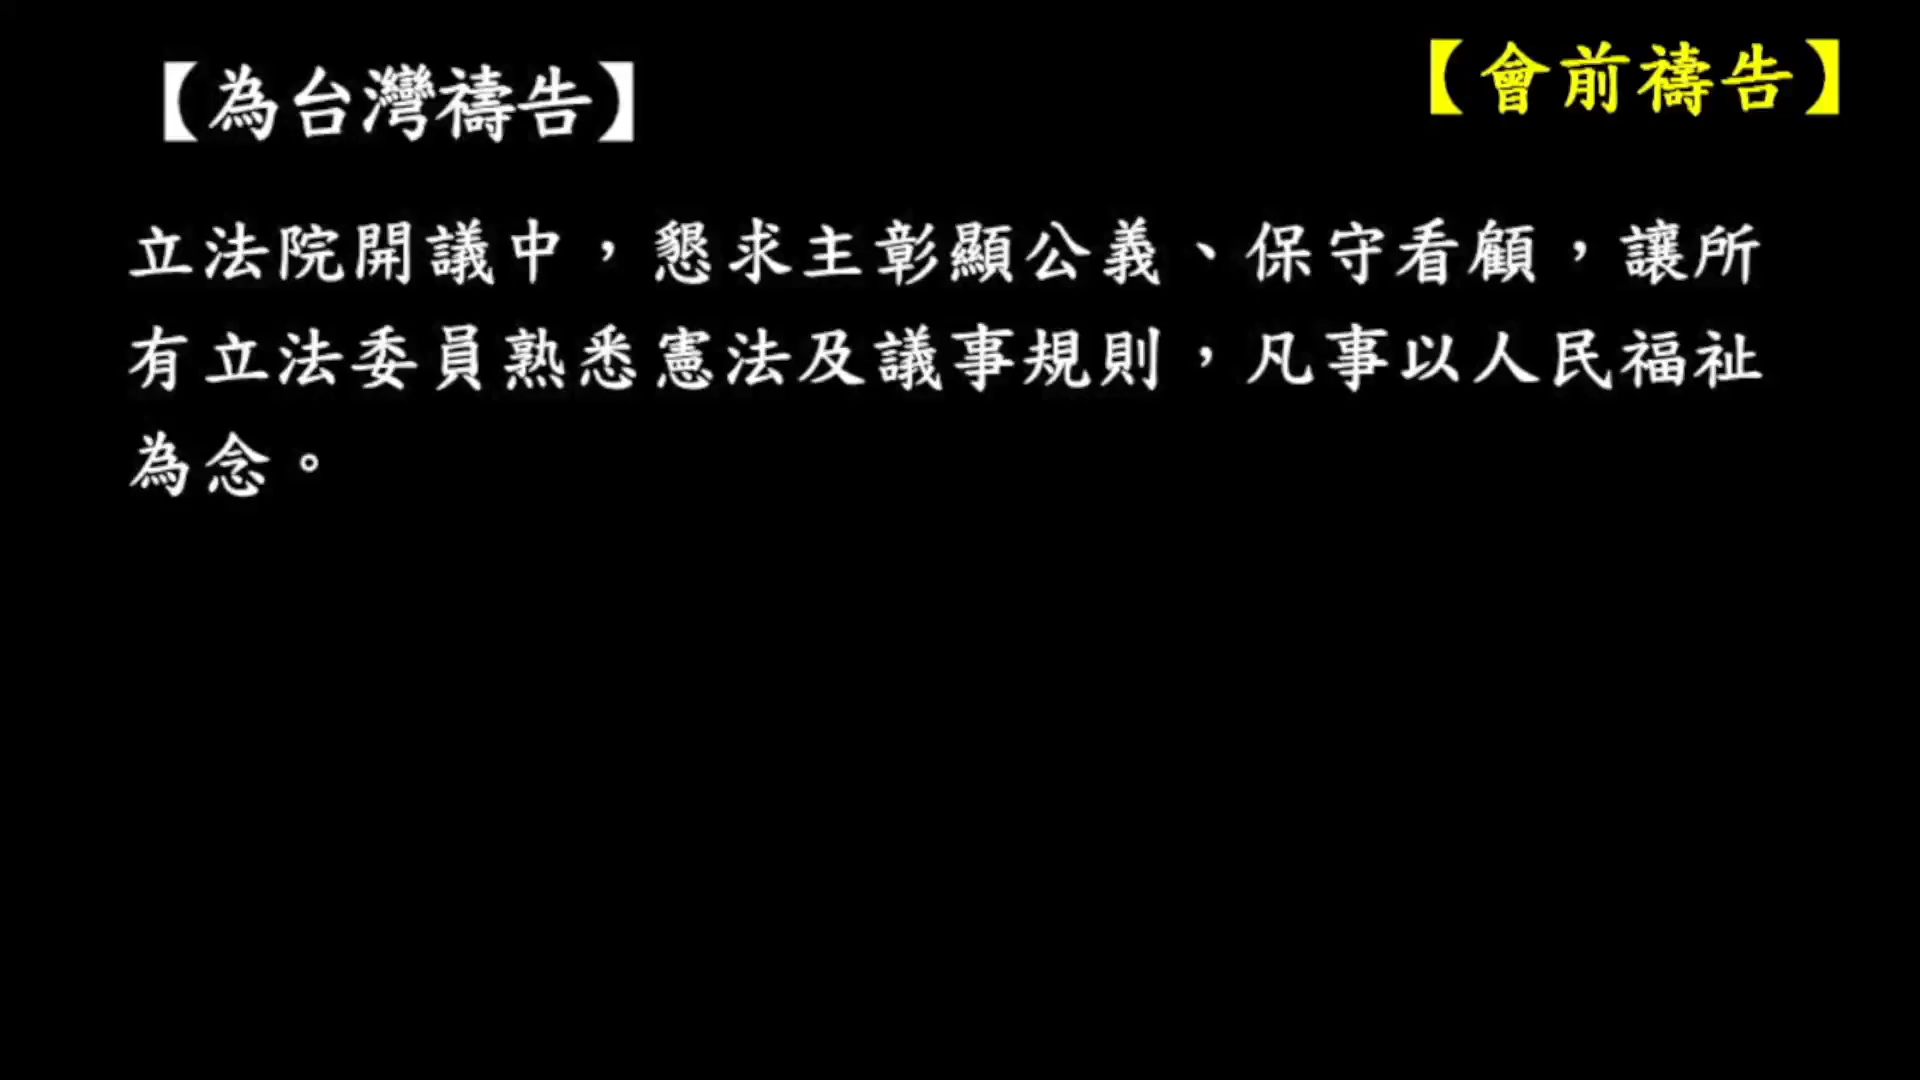 【會前禱告】
【為台灣禱告】
立法院開議中，懇求主彰顯公義、保守看顧，讓所
有立法委員熟悉憲法及議事規則，凡事以人民福祉
為念。